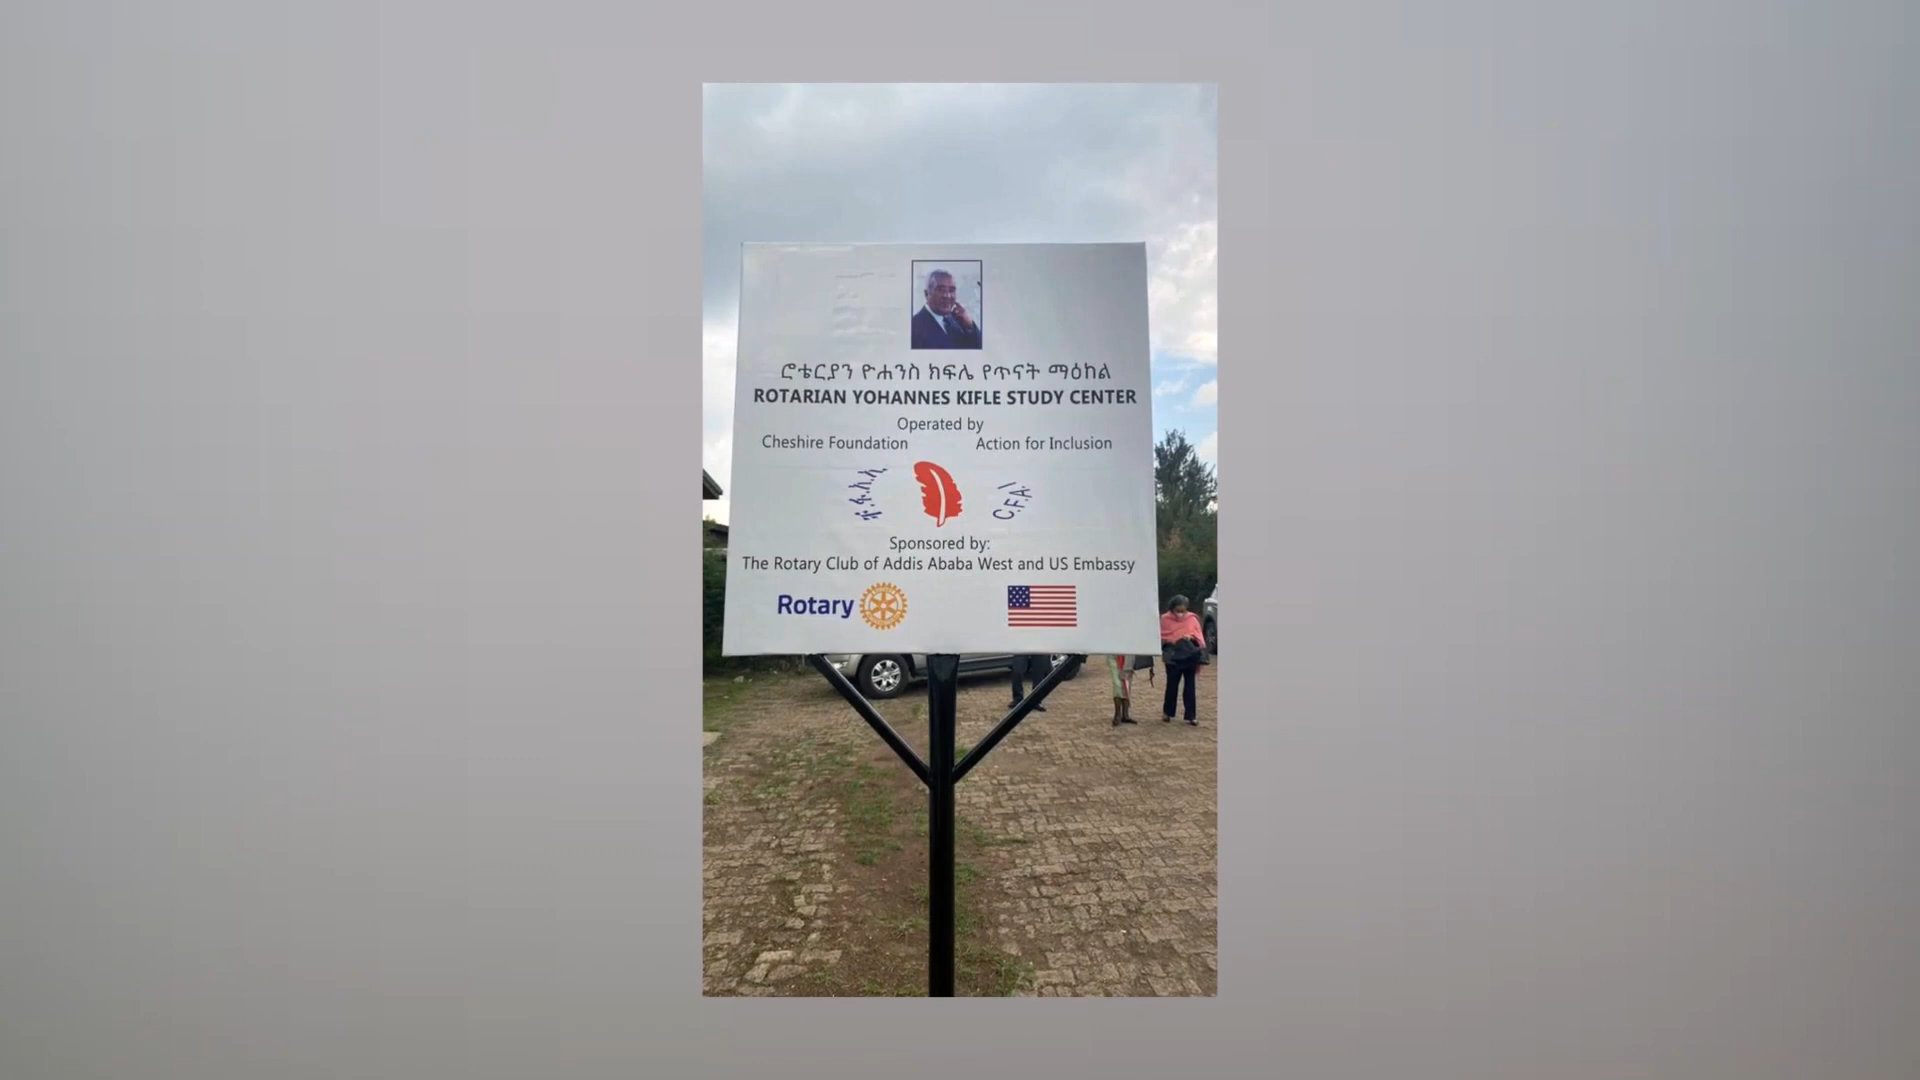 ሮቴርያን ዮሐንስ ክፍሌ የጥናት ማዕከል
ROTARIAN YOHANNES KIFLE STUDY CENTER
Operated by
Cheshire Foundation Action for Inclusion
ቼ.ፋ.አ.ኢ
C.F.A.I
Sponsored by:
The Rotary Club of Addis Ababa West and US Embassy
Rotary